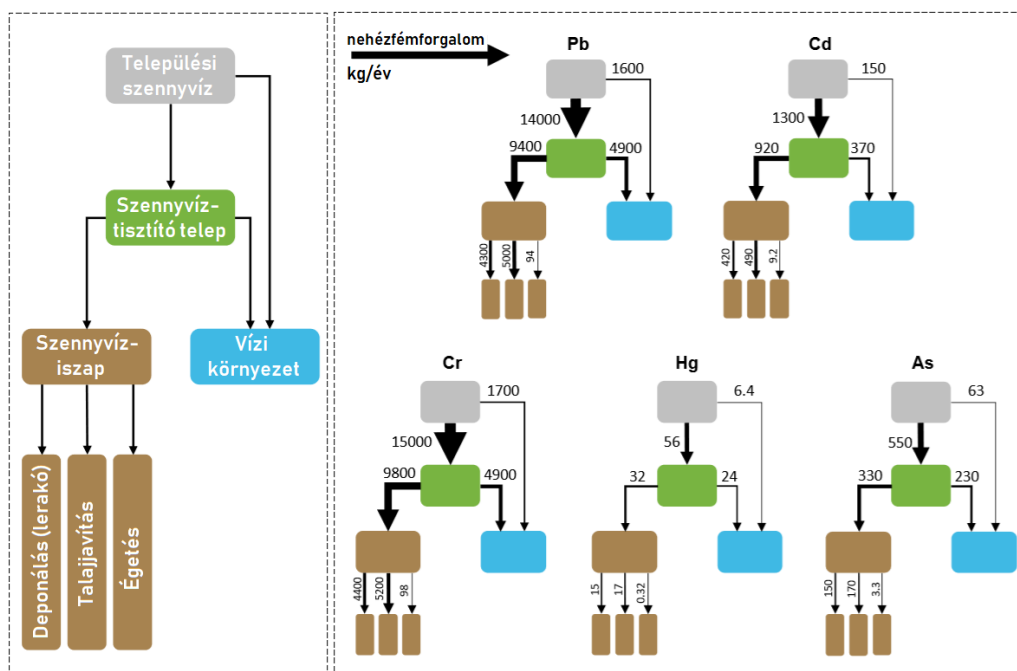 Települési
szennyvíz
Szennyvíz-
tisztító telep
Szennyvíz-
iszap
Vízi
környezet
Deponálás (lerakó)
Talajjavítás
Égetés
nehézfémforgalom
kg/év
Pb
1600
14000
9400
4900
4300
5000
94
Cd
150
1300
920
370
420
490
9.2
Cr
1700
15000
9800
4900
4400
5200
98
Hg
6.4
56
32
24
15
17
0.32
As
63
550
330
230
150
170
3.3